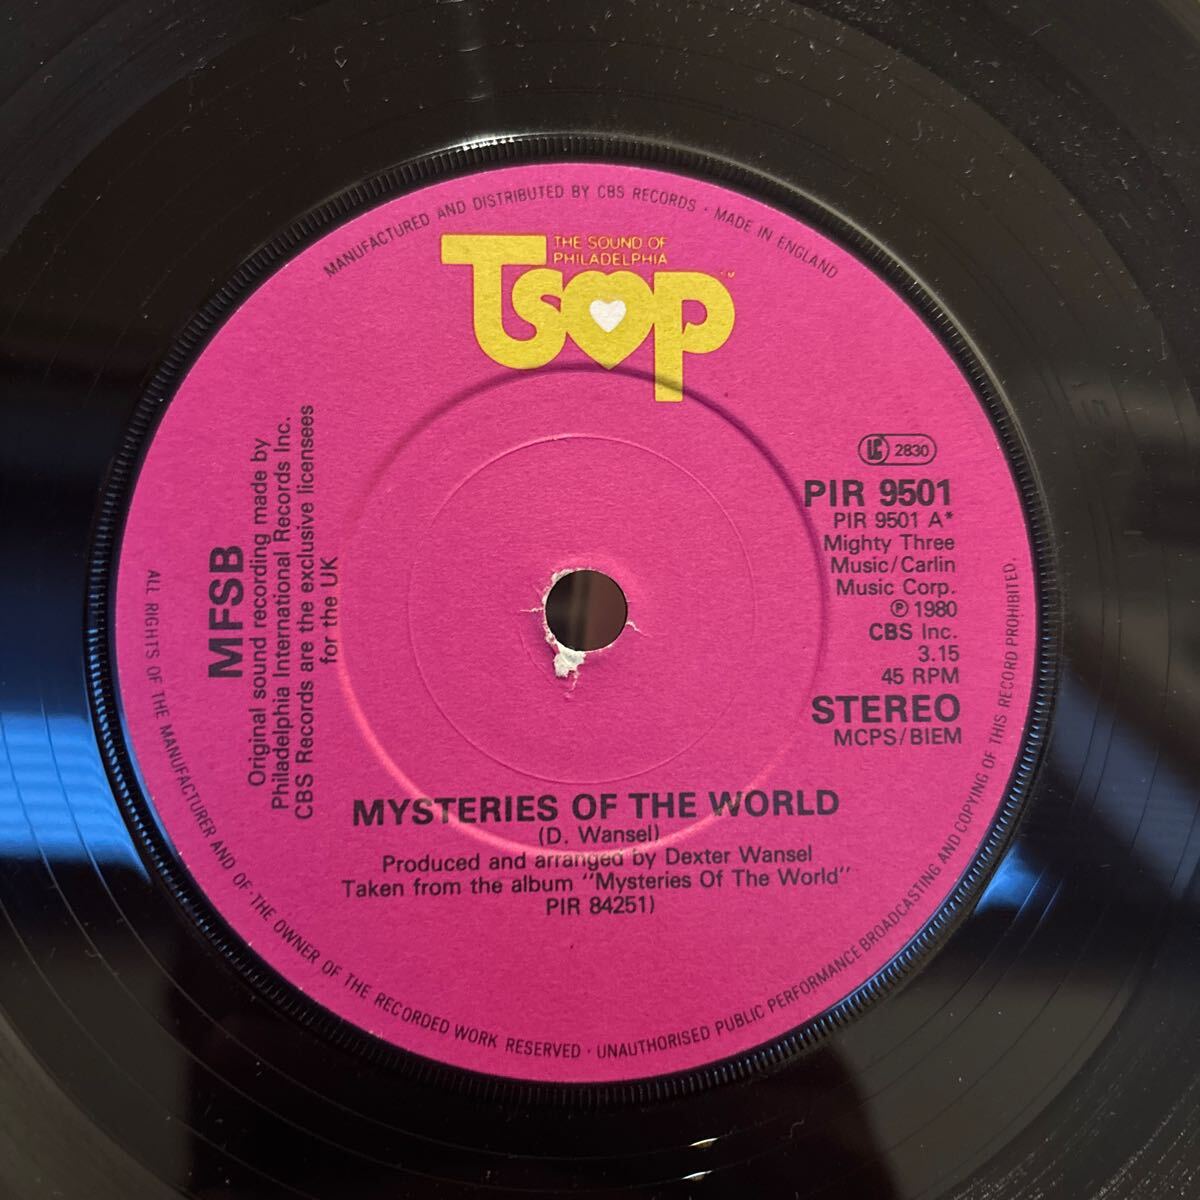 MANUFACTURED AND DISTRIBUTED BY CBS RECORDS · MADE IN ENGLAND
THE SOUND OF
PHILADELPHIA
TSOP
TM
LC 2830
PIR 9501
PIR 9501 A*
Mighty Three
Music/Carlin
Music Corp.
℗ 1980
CBS Inc.
3.15
45 RPM
STEREO
MCPS/BIEM
MFSB
Original sound recording made by
Philadelphia International Records Inc.
CBS Records are the exclusive licensees
for the UK
MYSTERIES OF THE WORLD
(D. Wansel)
Produced and arranged by Dexter Wansel
Taken from the album "Mysteries Of The World"
PIR 84251)
ALL RIGHTS OF THE MANUFACTURER AND OF · THE OWNER OF THE RECORDED WORK RESERVED · UNAUTHORISED PUBLIC PERFORMANCE BROADCASTING AND COPYING OF THIS RECORD PROHIBITED.